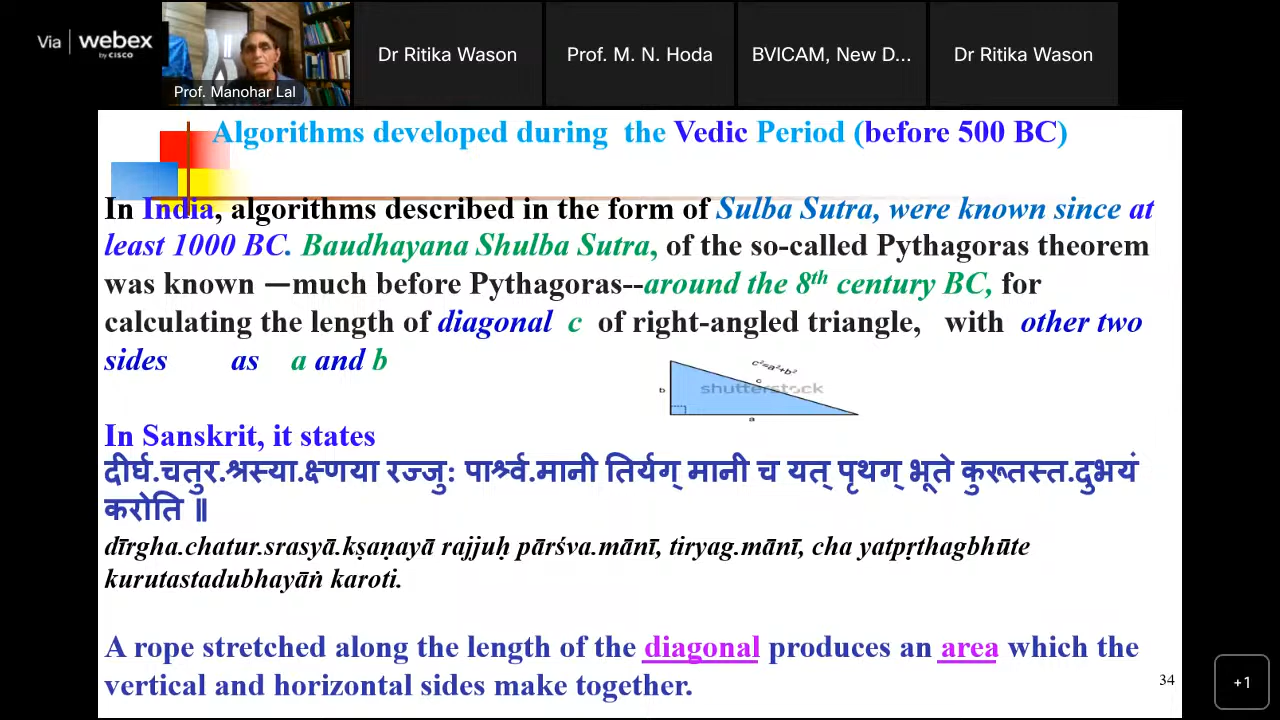 Via webex
by CISCO
Prof. Manohar Lal
Dr Ritika Wason
Prof. M. N. Hoda
BVICAM, New D...
Dr Ritika Wason
Algorithms developed during the Vedic Period (before 500 BC)
In India, algorithms described in the form of Sulba Sutra, were known since at
least 1000 BC. Baudhayana Shulba Sutra, of the so-called Pythagoras theorem
was known —much before Pythagoras--around the 8th century BC, for
calculating the length of diagonal c of right-angled triangle, with other two
sides as a and b
c²=a²+b²
b
c
shutterstock
a
In Sanskrit, it states
दीर्घ.चतुर.श्रस्या.क्ष्णया रज्जुः पार्श्व.मानी तिर्यग् मानी च यत् पृथग् भूते कुरूतस्त.दुभयं
करोति ॥
dīrgha.chatur.srasyā.kṣaṇayā rajjuḥ pārśva.mānī, tiryag.mānī, cha yatpṛthagbhūte
kurutastadubhayāṅ karoti.
A rope stretched along the length of the diagonal produces an area which the
vertical and horizontal sides make together.
34
+1